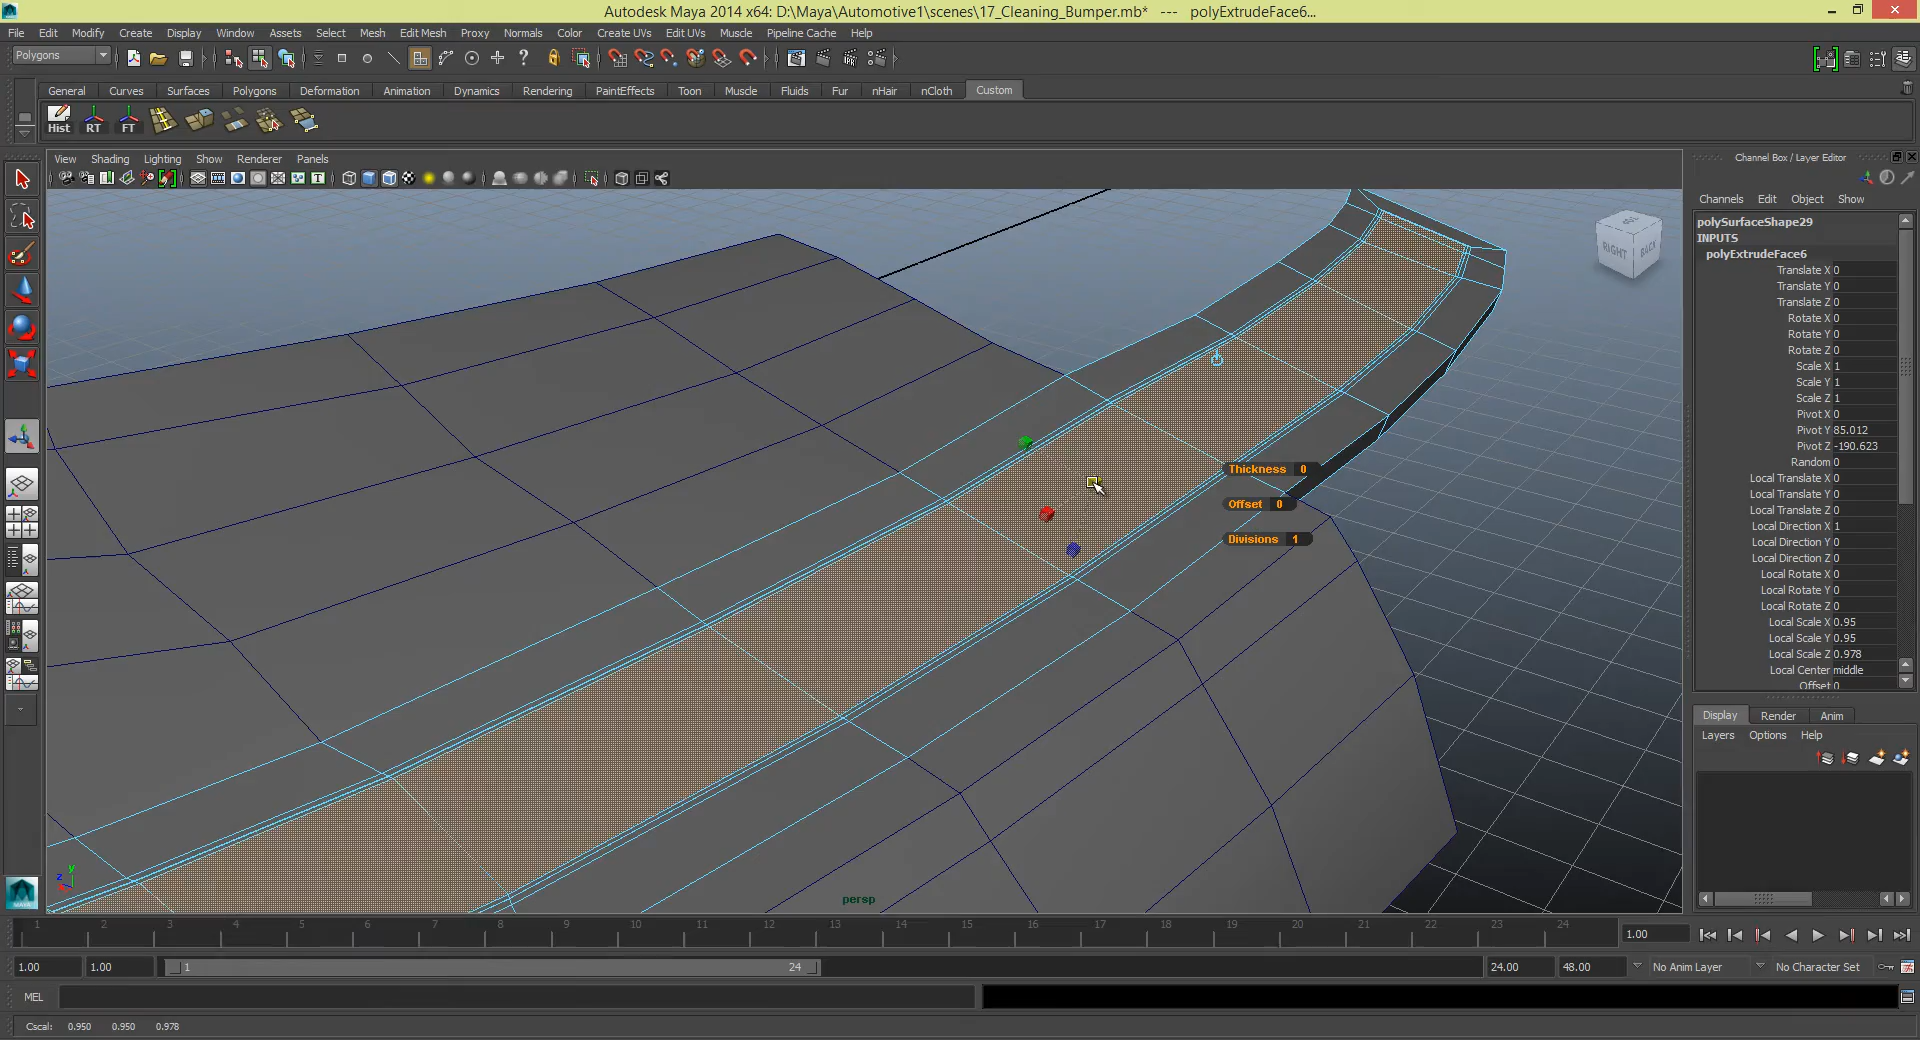 Autodesk Maya 2014 x64: D:\Maya\Automotive1\scenes\17_Cleaning_Bumper.mb* --- polyExtrudeFace6...
File Edit Modify Create Display Window Assets Select Mesh Edit Mesh Proxy Normals Color Create UVs Edit UVs Muscle Pipeline Cache Help
Polygons
General Curves Surfaces Polygons Deformation Animation Dynamics Rendering PaintEffects Toon Muscle Fluids Fur nHair nCloth Custom
Hist RT FT
View Shading Lighting Show Renderer Panels
Channel Box / Layer Editor
Channels Edit Object Show
polySurfaceShape29
INPUTS
polyExtrudeFace6
Translate X 0
Translate Y 0
Translate Z 0
Rotate X 0
Rotate Y 0
Rotate Z 0
Scale X 1
Scale Y 1
Scale Z 1
Pivot X 0
Pivot Y 85.012
Pivot Z -190.623
Random 0
Local Translate X 0
Local Translate Y 0
Local Translate Z 0
Local Direction X 1
Local Direction Y 0
Local Direction Z 0
Local Rotate X 0
Local Rotate Y 0
Local Rotate Z 0
Local Scale X 0.95
Local Scale Y 0.95
Local Scale Z 0.978
Local Center middle
Offset 0
RIGHT BACK
Thickness 0
Offset 0
Divisions 1
Display Render Anim
Layers Options Help
y
z
persp
1 2 3 4 5 6 7 8 9 10 11 12 13 14 15 16 17 18 19 20 21 22 23 24
1.00
1.00 1.00 1 24 24.00 48.00 No Anim Layer No Character Set
MEL
Cscal: 0.950 0.950 0.978